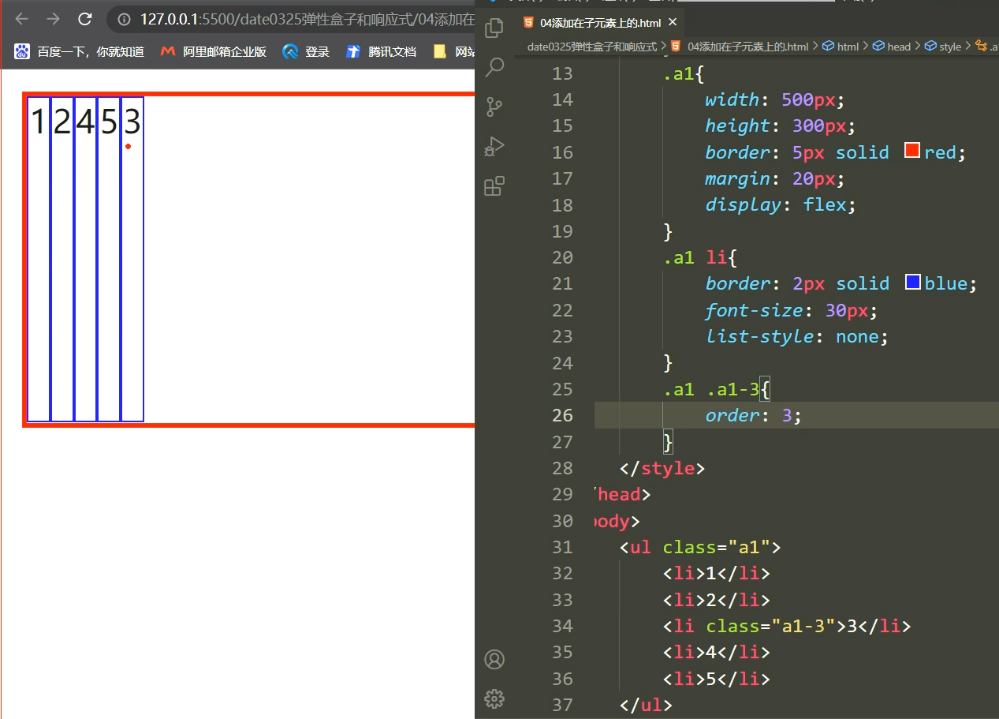 127.0.0.1:5500/date0325弹性盒子和响应式/04添加在
百度一下，你就知道 阿里邮箱企业版 登录 腾讯文档 网站
1 2 4 5 3
04添加在子元素上的.html
date0325弹性盒子和响应式 > 04添加在子元素上的.html > html > head > style > .a
13 .a1{
14 width: 500px;
15 height: 300px;
16 border: 5px solid red;
17 margin: 20px;
18 display: flex;
19 }
20 .a1 li{
21 border: 2px solid blue;
22 font-size: 30px;
23 list-style: none;
24 }
25 .a1 .a1-3{
26 order: 3;
27 }
28 </style>
29 /head>
30 body>
31 <ul class="a1">
32 <li>1</li>
33 <li>2</li>
34 <li class="a1-3">3</li>
35 <li>4</li>
36 <li>5</li>
37 </ul>